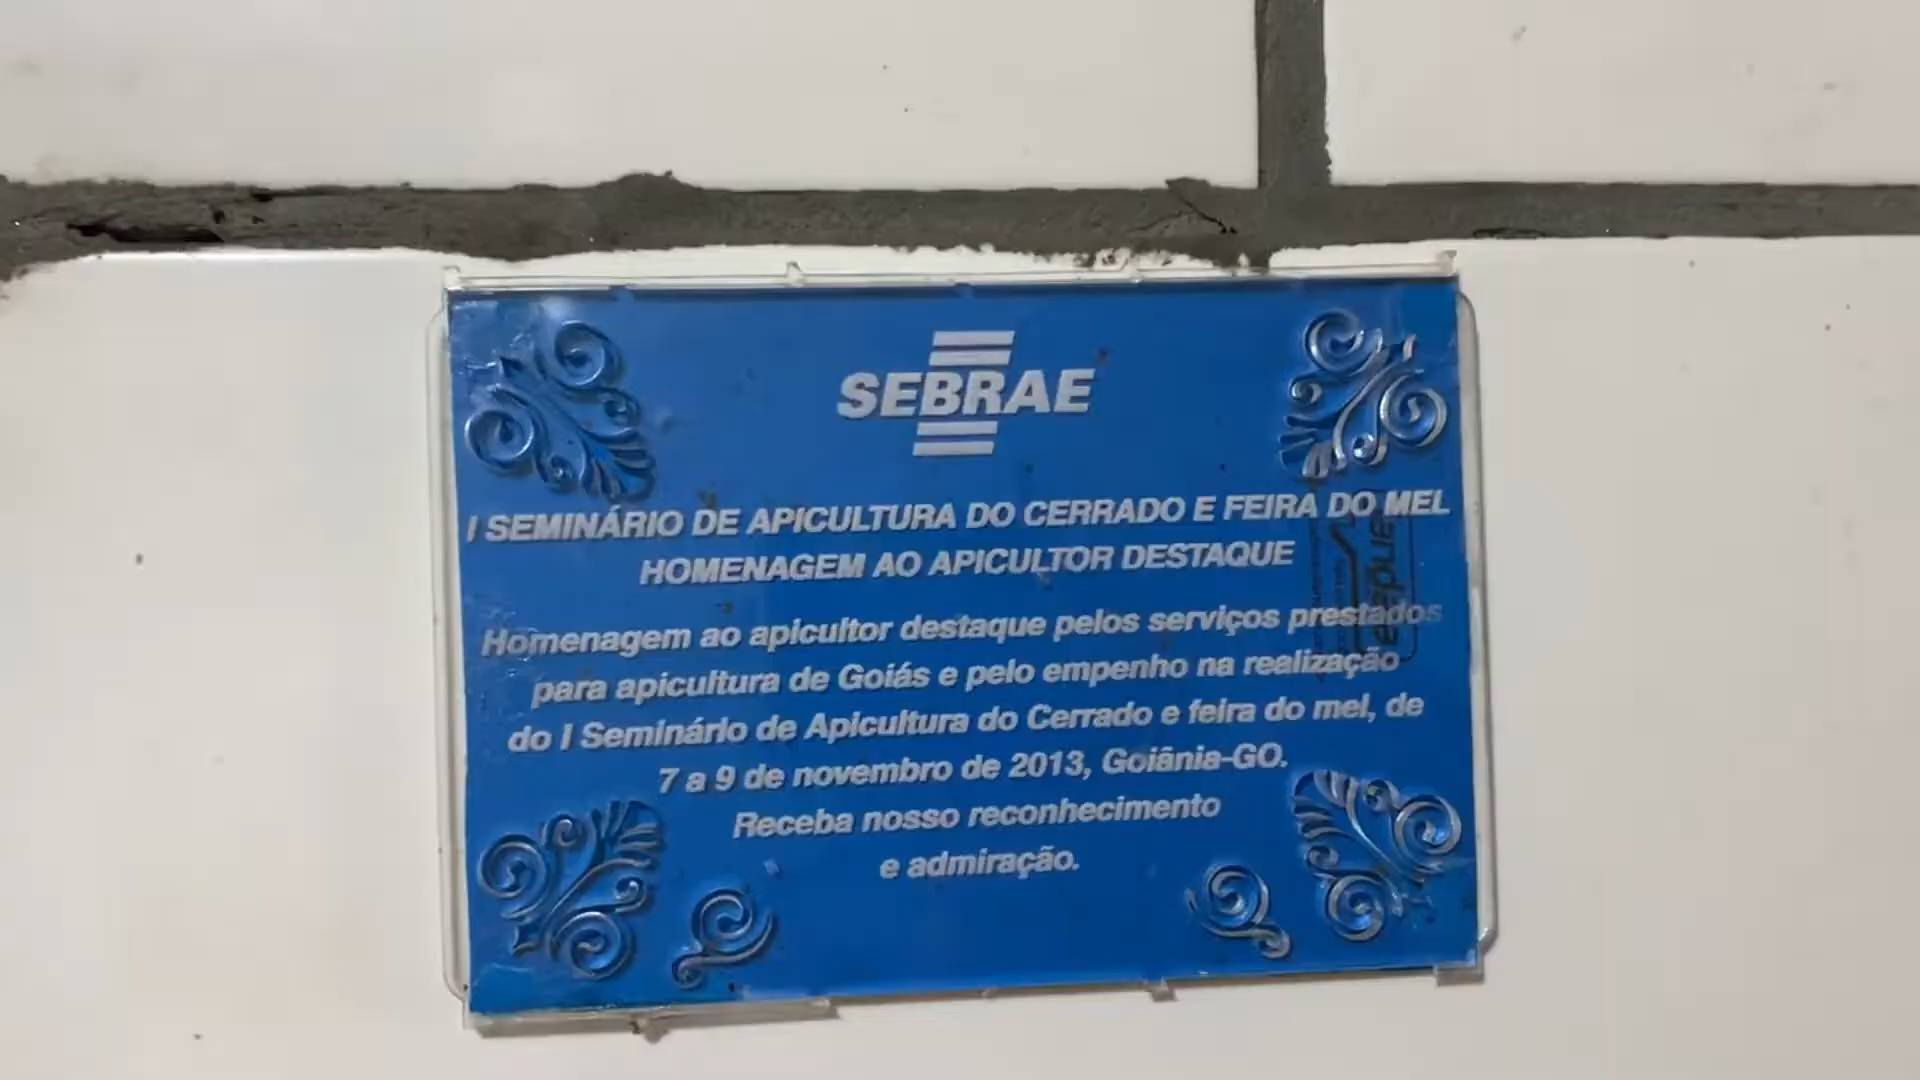 SEBRAE
I SEMINÁRIO DE APICULTURA DO CERRADO E FEIRA DO MEL
HOMENAGEM AO APICULTOR DESTAQUE
Homenagem ao apicultor destaque pelos serviços prestados
para apicultura de Goiás e pelo empenho na realização
do I Seminário de Apicultura do Cerrado e feira do mel, de
7 a 9 de novembro de 2013, Goiânia-GO.
Receba nosso reconhecimento
e admiração.